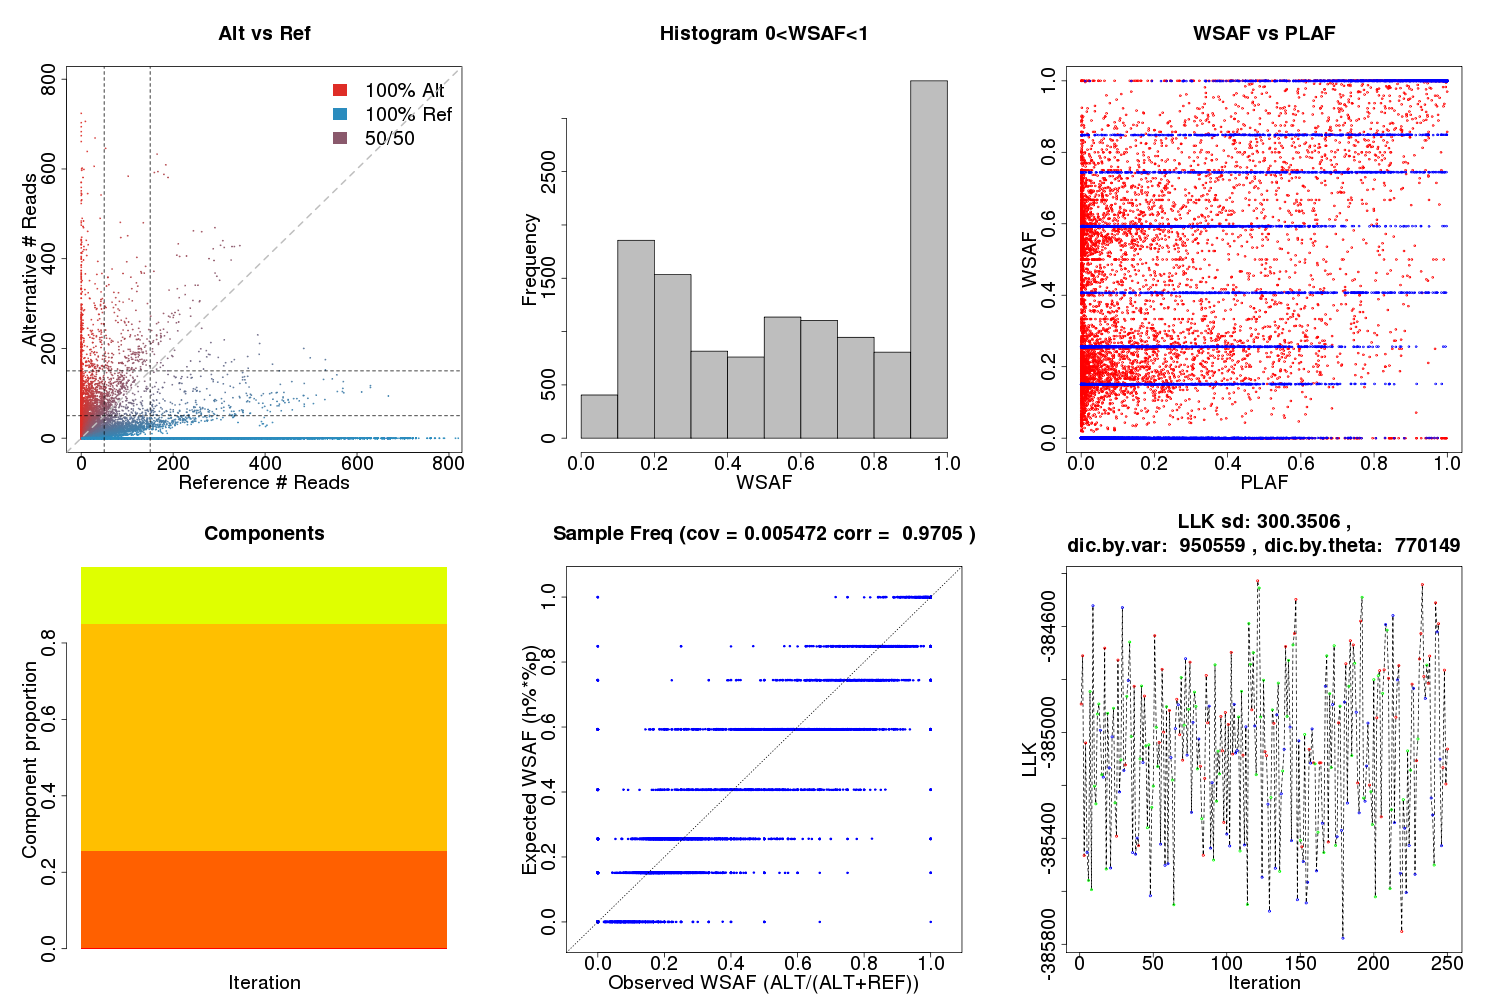 Alt vs Ref
Alternative # Reads
0 200 400 600 800
100% Alt
100% Ref
50/50
0 200 400 600 800
Reference # Reads
Histogram 0<WSAF<1
Frequency
0 500 1500 2500
0.0 0.2 0.4 0.6 0.8 1.0
WSAF
WSAF vs PLAF
WSAF
0.0 0.2 0.4 0.6 0.8 1.0
0.0 0.2 0.4 0.6 0.8 1.0
PLAF
Components
Component proportion
0.0 0.2 0.4 0.6 0.8
Iteration
Sample Freq (cov = 0.005472 corr = 0.9705 )
Expected WSAF (h%*%p)
0.0 0.2 0.4 0.6 0.8 1.0
0.0 0.2 0.4 0.6 0.8 1.0
Observed WSAF (ALT/(ALT+REF))
LLK sd: 300.3506 ,
dic.by.var: 950559 , dic.by.theta: 770149
LLK
-385800 -385400 -385000 -384600
0 50 100 150 200 250
Iteration